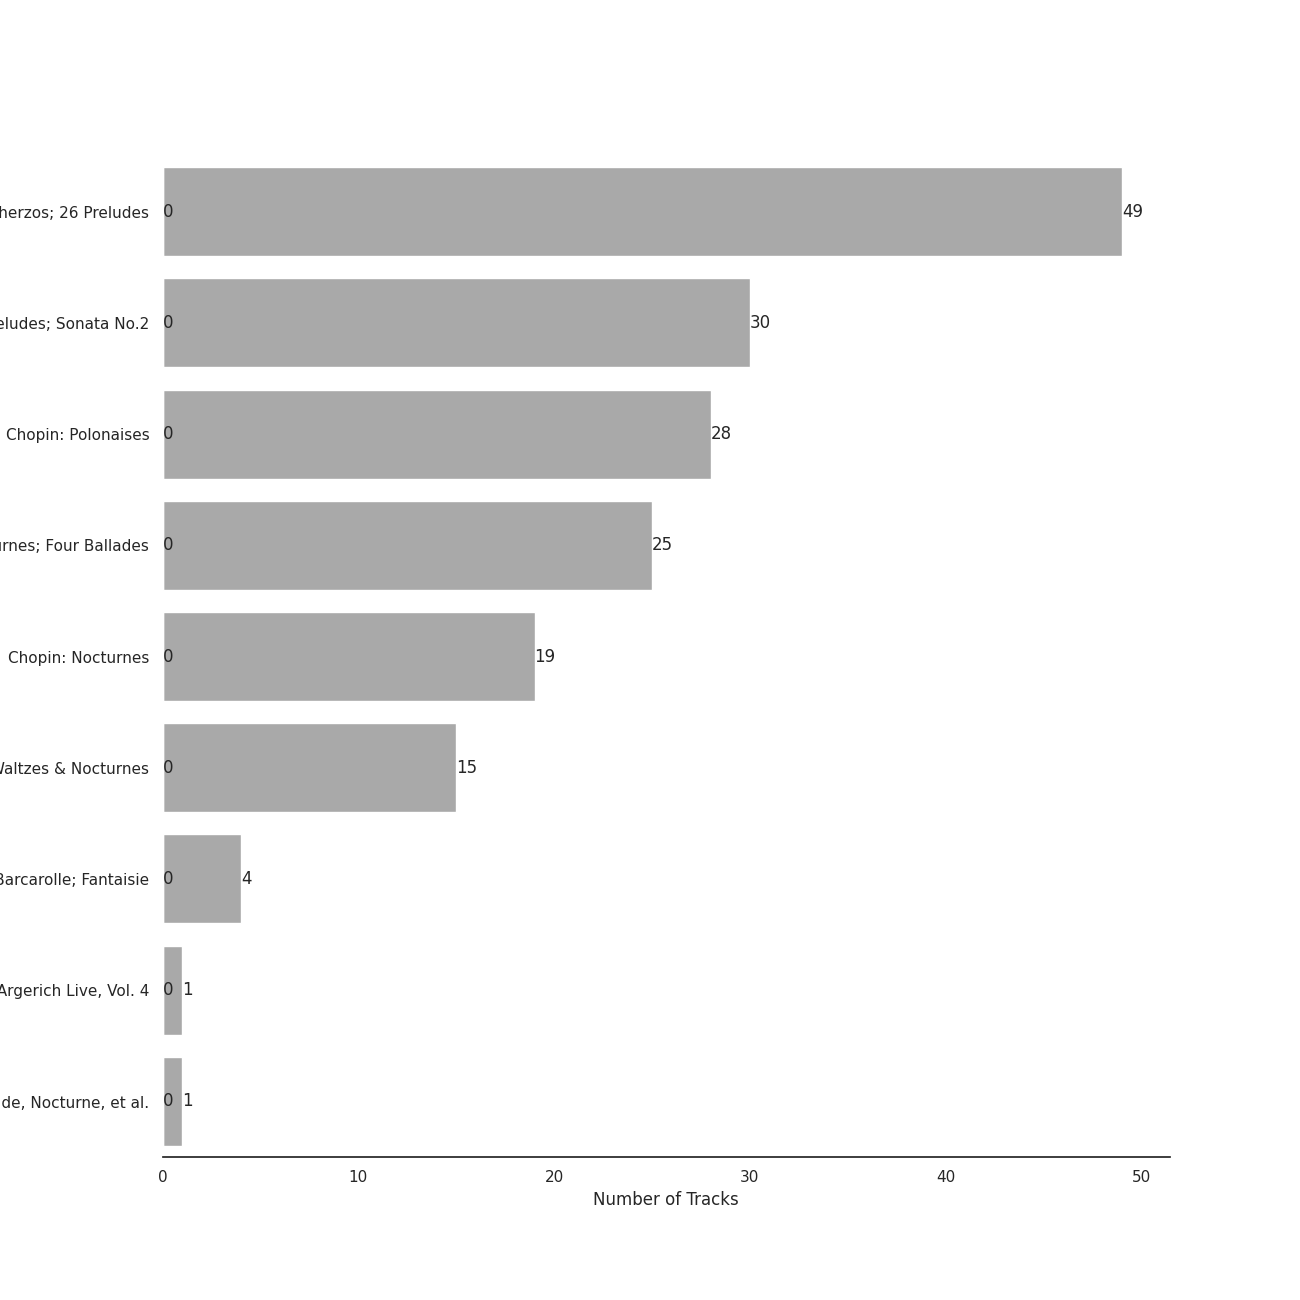 herzos; 26 Preludes 0 49
eludes; Sonata No.2 0 30
Chopin: Polonaises 0 28
urnes; Four Ballades 0 25
Chopin: Nocturnes 0 19
Waltzes & Nocturnes 0 15
Barcarolle; Fantaisie 0 4
Argerich Live, Vol. 4 0 1
de, Nocturne, et al. 0 1
0 10 20 30 40 50
Number of Tracks